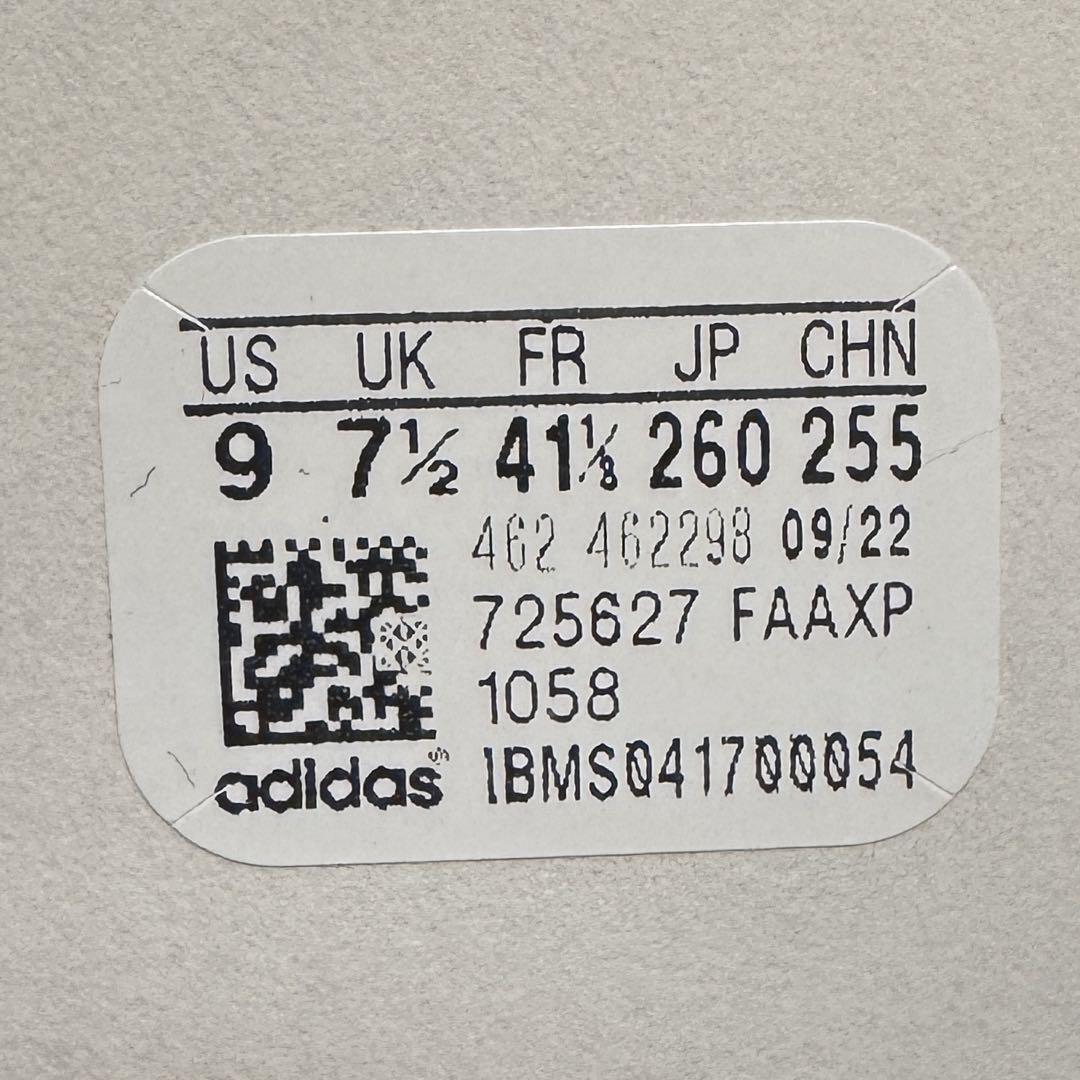 US UK FR JP CHN
9 7½ 41⅓ 260 255
462 462298 09/22
725627 FAAXP
1058
adidas IBMS041700054